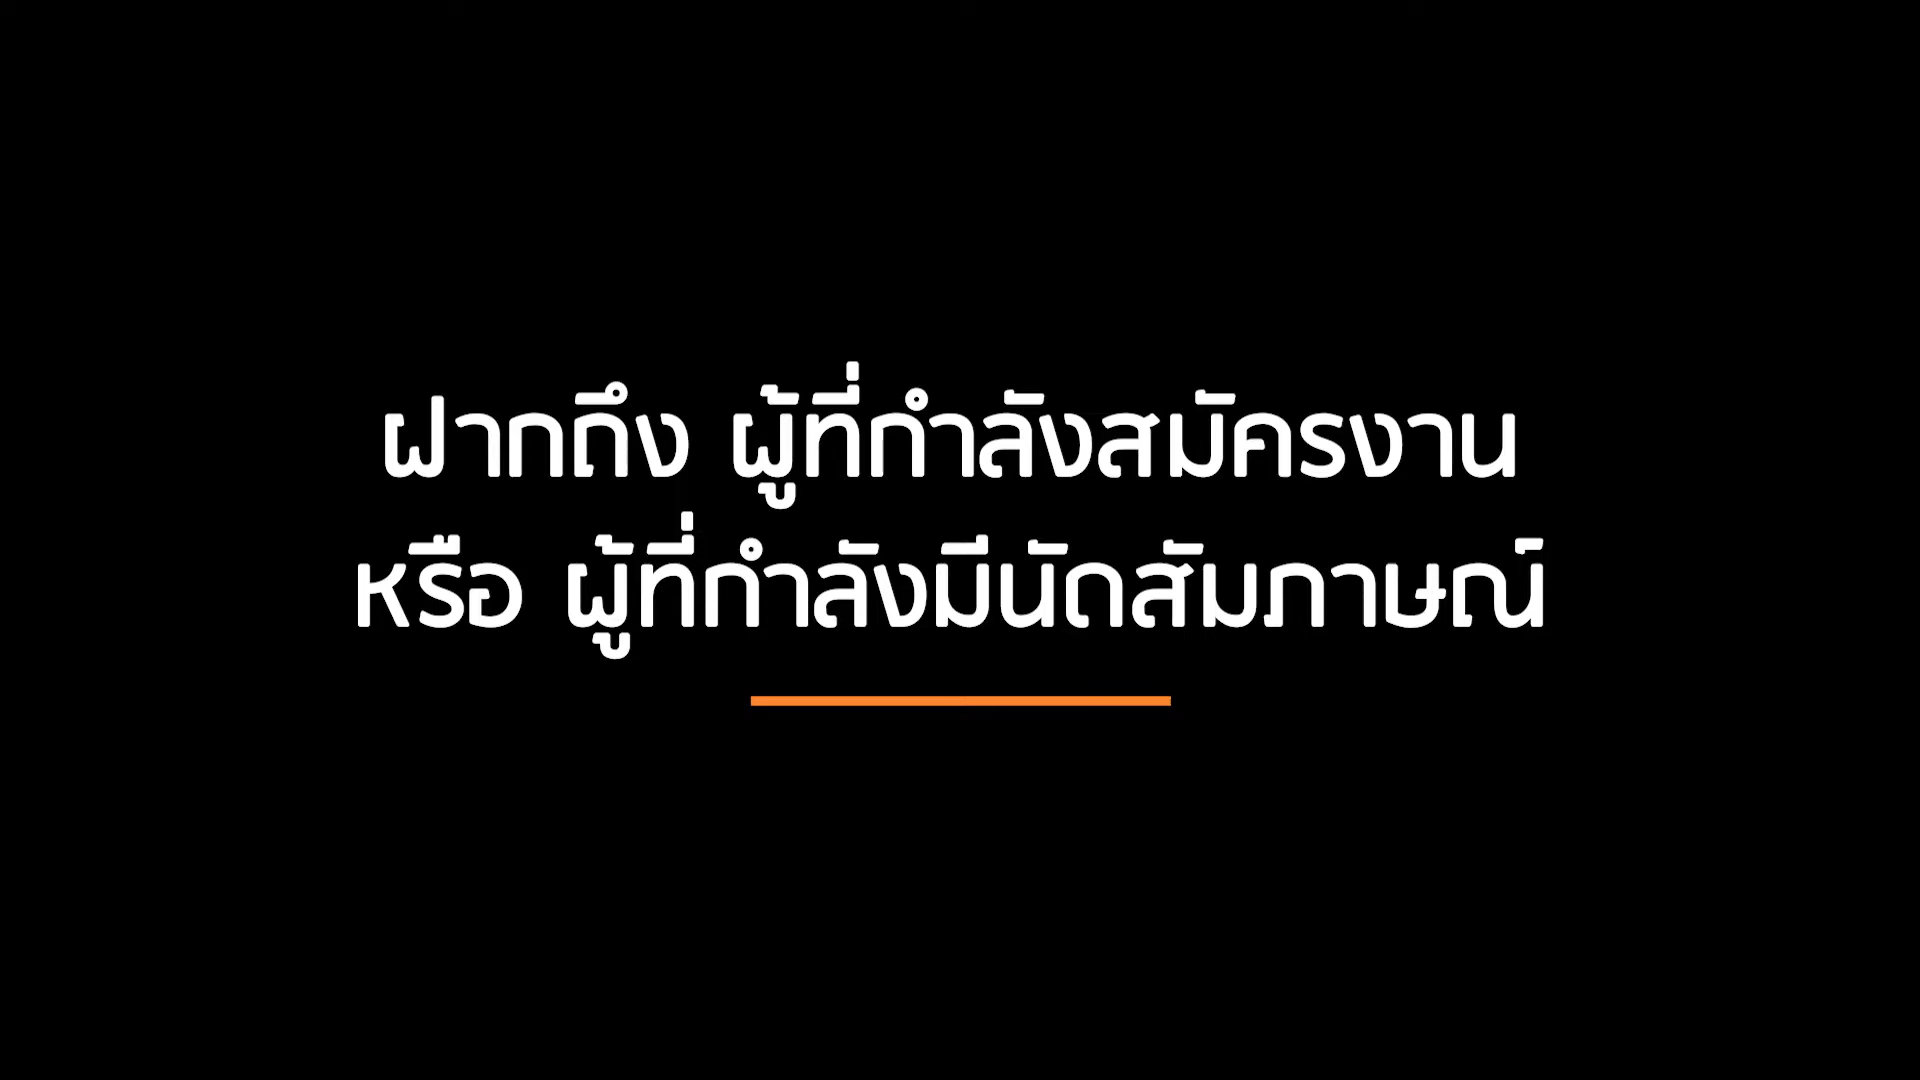 ฝากถึง ผู้ที่กำลังสมัครงาน
หรือ ผู้ที่กำลังมีนัดสัมภาษณ์